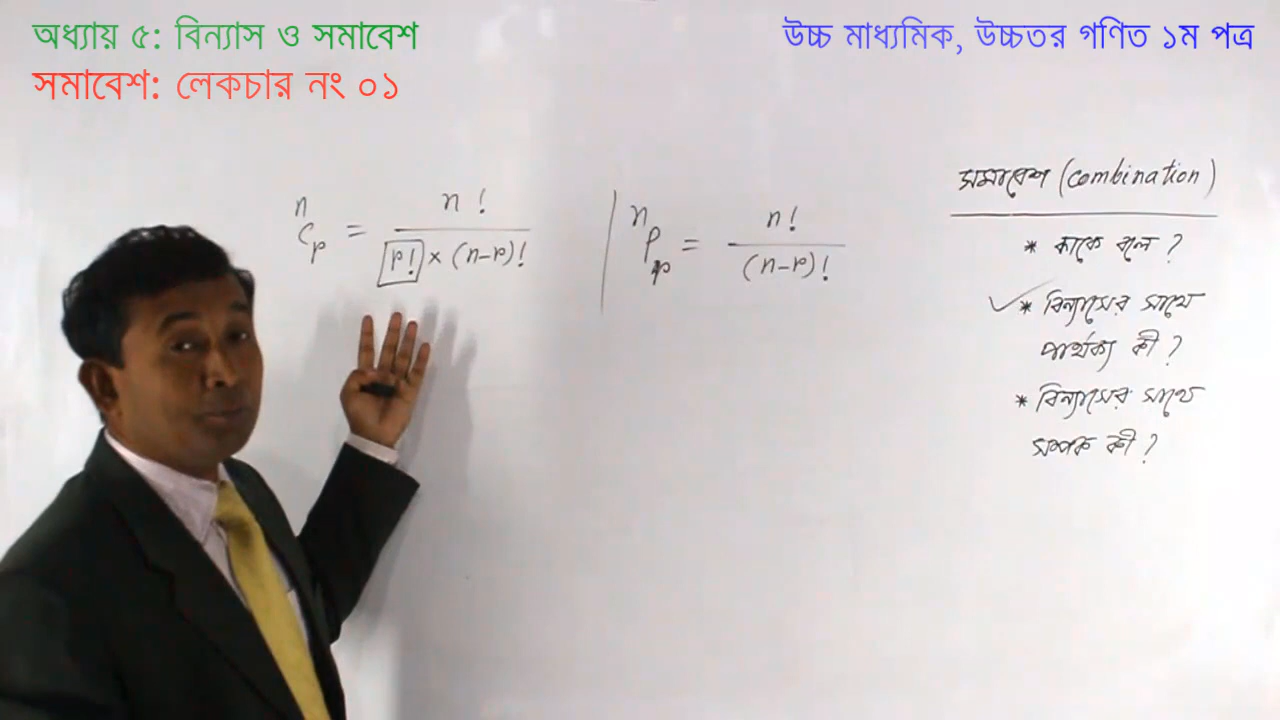 অধ্যায় ৫: বিন্যাস ও সমাবেশ
উচ্চ মাধ্যমিক, উচ্চতর গণিত ১ম পত্র
সমাবেশ: লেকচার নং ০১
ⁿCᵣ = n! / r! × (n-r)!
ⁿPᵣ = n! / (n-r)!
সমাবেশ (combination)
* কাকে বলে ?
✓ * বিন্যাসের সাথে
পার্থক্য কী ?
* বিন্যাসের সাথে
সম্পর্ক কী ?